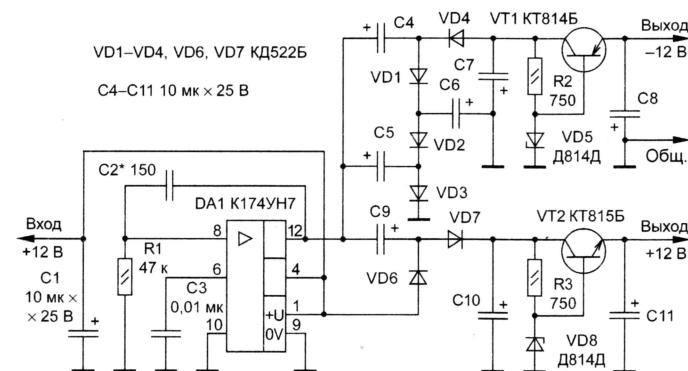 VD1–VD4, VD6, VD7 КД522Б
C4–C11 10 мк × 25 В
C4
VD4
VT1 КТ814Б
Выход
–12 В
VD1
C6
C7
R2
750
C8
VD5
Д814Д
Общ.
C5
VD2
VD3
C2* 150
DA1 К174УН7
Вход
+12 В
C1
10 мк ×
× 25 В
R1
47 к
C3
0,01 мк
8
12
6
4
+U
1
10
0V
9
C9
VD7
VD6
C10
VT2 КТ815Б
Выход
+12 В
R3
750
VD8
Д814Д
C11